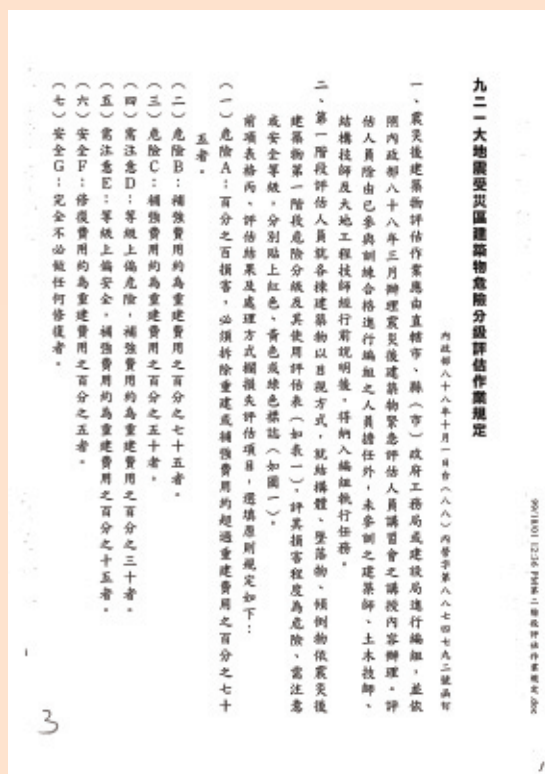 九二一大地震受災區建築物危險分級評估作業規定
內政部八十八年十月一日台（八八）內營字第八八七四七九二號函訂
一、震災後建築物評估作業應由直轄市、縣（市）政府工務局或建設局進行編組，並依
照內政部八十八年三月辦理震災後建築物緊急評估人員講習會之講授內容辦理。評
估人員除由已參與訓練合格進行編組之人員擔任外，未參訓之建築師、土木技師、
結構技師及大地工程技師經行前說明後，得納入編組執行任務。
二、第一階段評估人員就各棟建築物以目視方式，就結構體、墜落物、傾倒物依震災後
建築物第一階段危險分級及其使用評估表（如表一），評其損害程度為危險、需注意
或安全等級，分別貼上紅色、黃色或綠色標誌（如圖一）。
前項表格內、評估結果及處理方式欄損失評估項目，選填原則規定如下：
（一）危險A：百分之百損害，必須拆除重建或補強費用約超過重建費用之百分之七十
五者。
（二）危險B：補強費用約為重建費用之百分之七十五者。
（三）危險C：補強費用約為重建費用之百分之五十者。
（四）需注意D：等級上偏危險，補強費用約為重建費用之百分之三十者。
（五）需注意E：等級上偏安全，補強費用約為重建費用之百分之十五者。
（六）安全F：修復費用約為重建費用之百分之五者。
（七）安全G：完全不必做任何修復者。
3